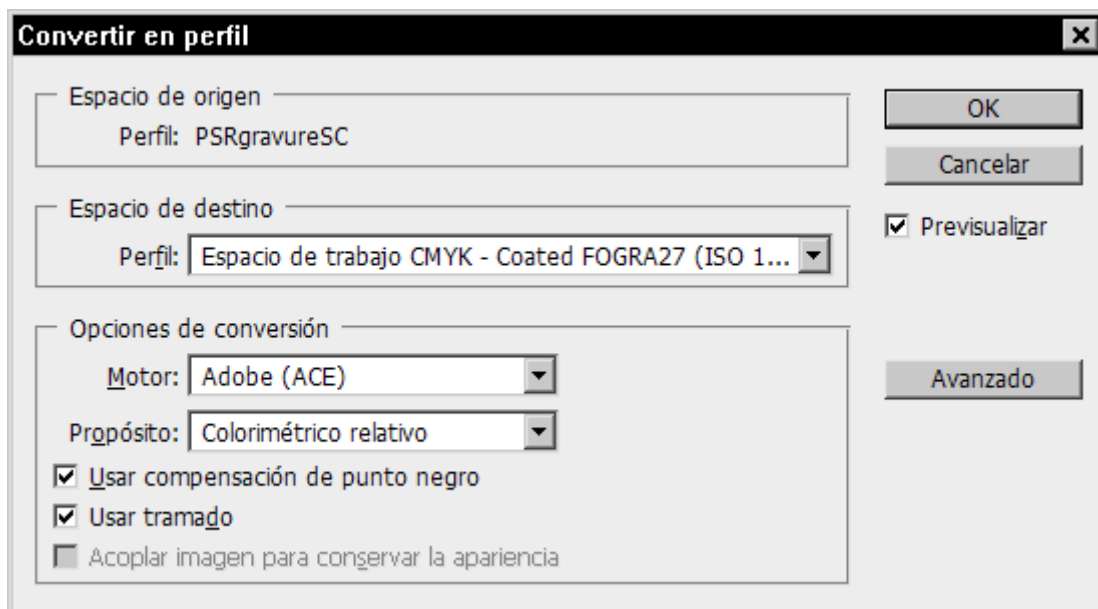 Convertir en perfil
Espacio de origen
Perfil: PSRgravureSC
Espacio de destino
Perfil: Espacio de trabajo CMYK - Coated FOGRA27 (ISO 1...
Opciones de conversión
Motor: Adobe (ACE)
Propósito: Colorimétrico relativo
Usar compensación de punto negro
Usar tramado
Acoplar imagen para conservar la apariencia
OK
Cancelar
Previsualizar
Avanzado